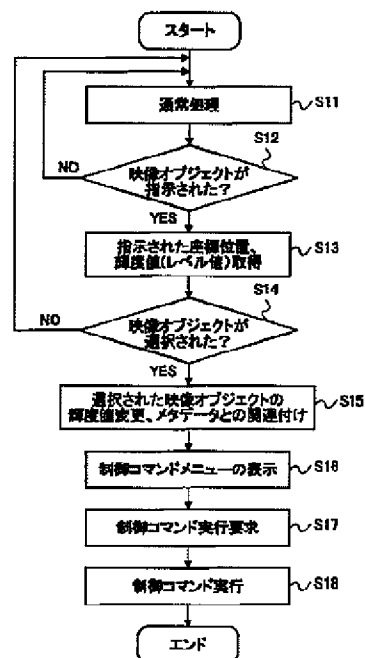 スタート
通常処理
S11
S12
映像オブジェクトが
指示された?
NO
YES
指示された座標位置、
輝度値(レベル値)取得
S13
S14
映像オブジェクトが
選択された?
NO
YES
選択された映像オブジェクトの
輝度値変更、メタデータとの関連付け
S15
制御コマンドメニューの表示
S16
制御コマンド実行要求
S17
制御コマンド実行
S18
エンド